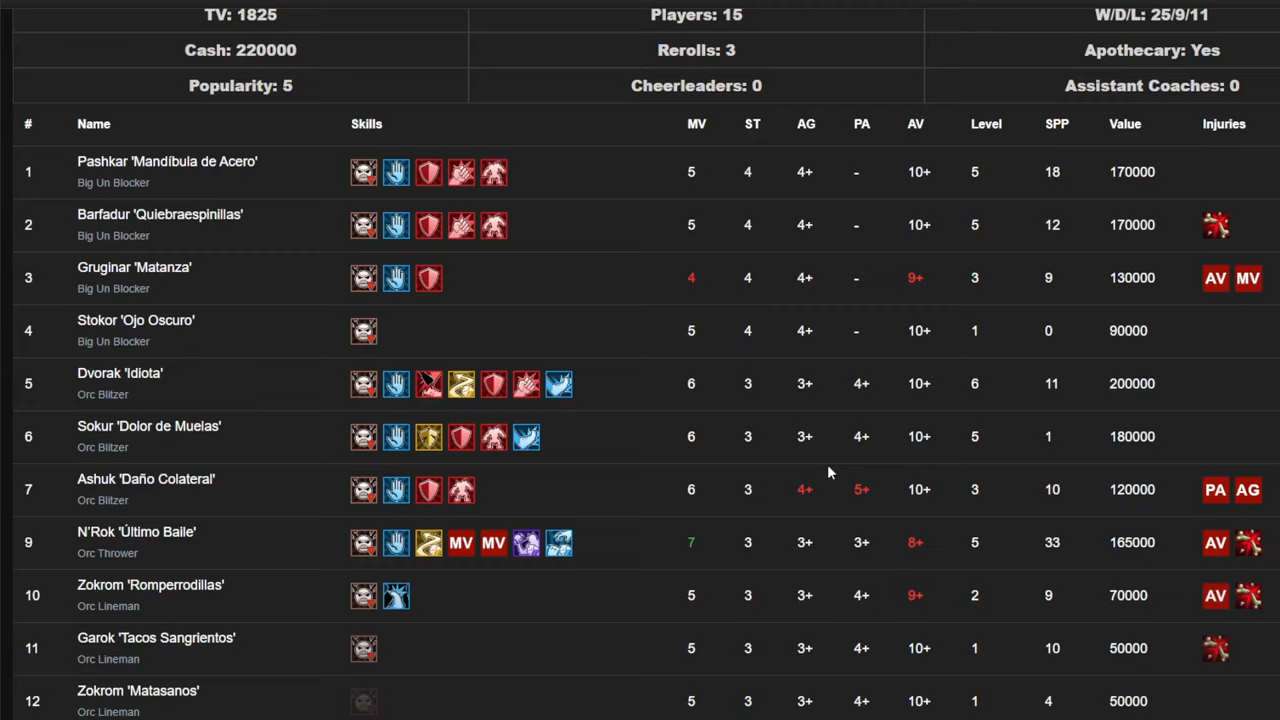 TV: 1825 Players: 15 W/D/L: 25/9/11
Cash: 220000 Rerolls: 3 Apothecary: Yes
Popularity: 5 Cheerleaders: 0 Assistant Coaches: 0
# Name Skills MV ST AG PA AV Level SPP Value Injuries
1 Pashkar 'Mandíbula de Acero' 5 4 4+ - 10+ 5 18 170000
Big Un Blocker
2 Barfadur 'Quiebraespinillas' 5 4 4+ - 10+ 5 12 170000
Big Un Blocker
3 Gruginar 'Matanza' 4 4 4+ - 9+ 3 9 130000 AV MV
Big Un Blocker
4 Stokor 'Ojo Oscuro' 5 4 4+ - 10+ 1 0 90000
Big Un Blocker
5 Dvorak 'Idiota' 6 3 3+ 4+ 10+ 6 11 200000
Orc Blitzer
6 Sokur 'Dolor de Muelas' 6 3 3+ 4+ 10+ 5 1 180000
Orc Blitzer
7 Ashuk 'Daño Colateral' 6 3 4+ 5+ 10+ 3 10 120000 PA AG
Orc Blitzer
9 N'Rok 'Último Baile' MV MV 7 3 3+ 3+ 8+ 5 33 165000 AV
Orc Thrower
10 Zokrom 'Romperrodillas' 5 3 3+ 4+ 9+ 2 9 70000 AV
Orc Lineman
11 Garok 'Tacos Sangrientos' 5 3 3+ 4+ 10+ 1 10 50000
Orc Lineman
12 Zokrom 'Matasanos' 5 3 3+ 4+ 10+ 1 4 50000
Orc Lineman